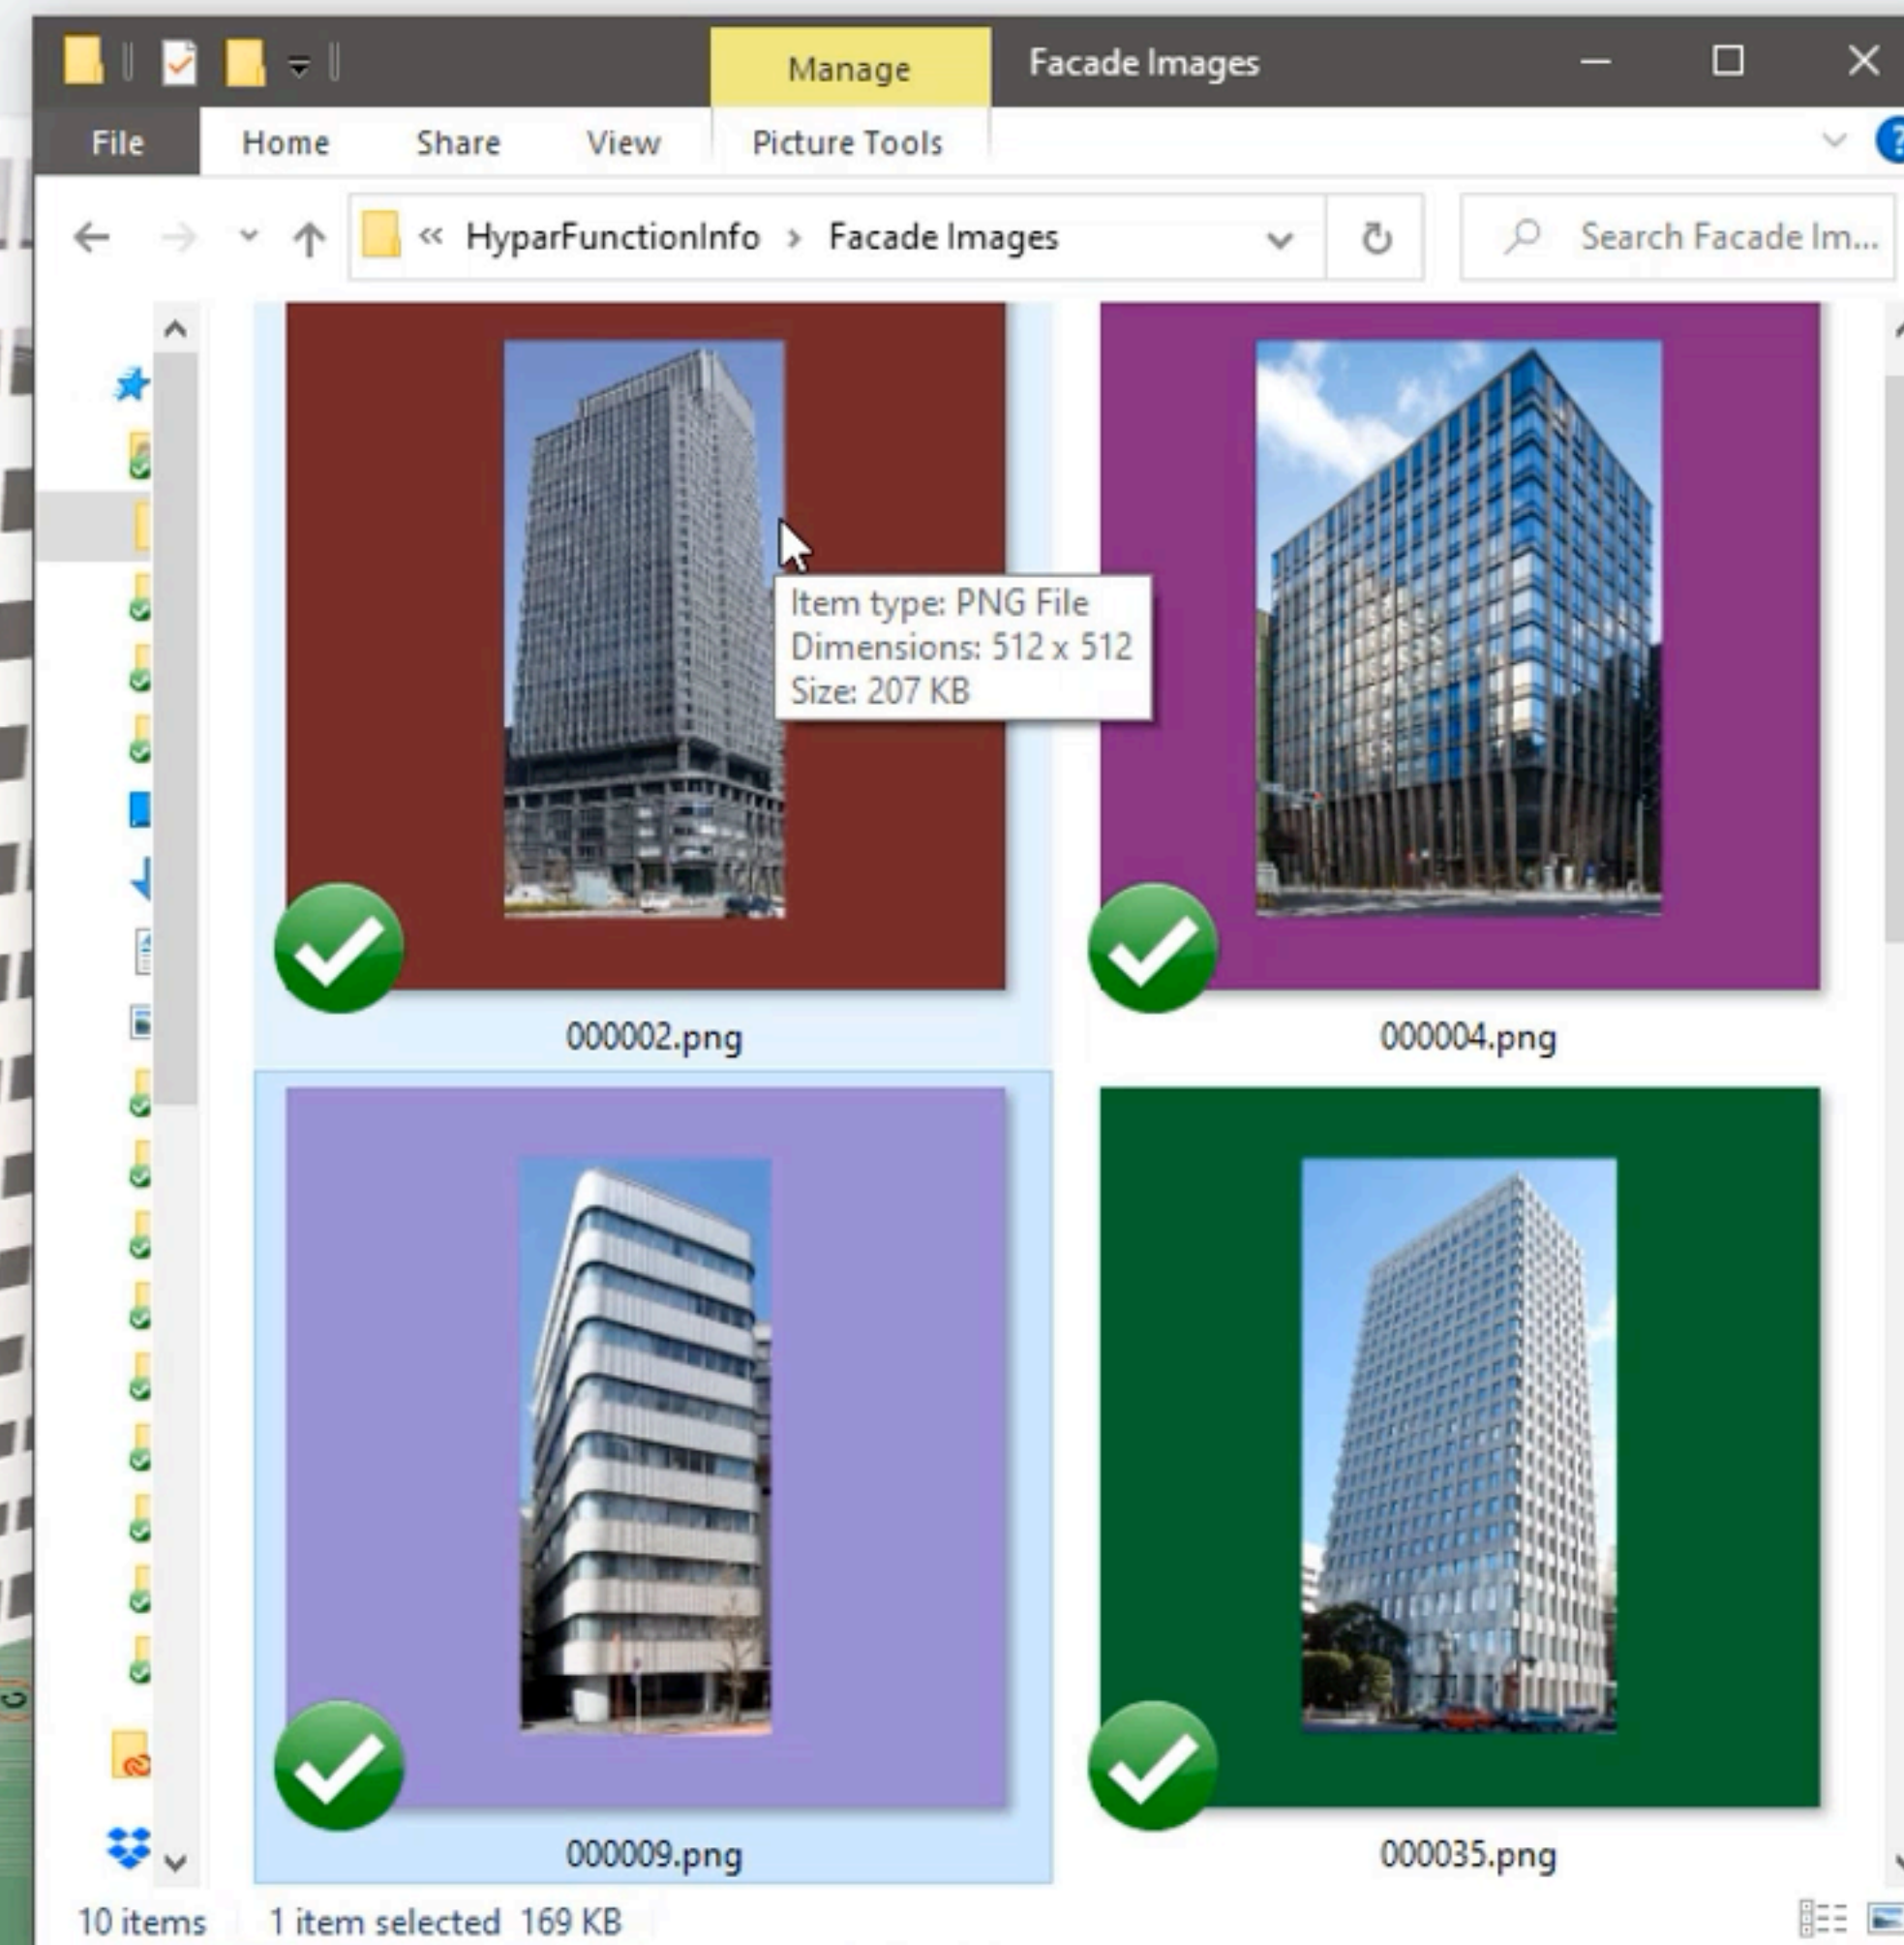 Manage
Facade Images
File
Home
Share
View
Picture Tools
« HyparFunctionInfo › Facade Images
Search Facade Im...
Item type: PNG File
Dimensions: 512 x 512
Size: 207 KB
000002.png
000004.png
000009.png
000035.png
10 items
1 item selected 169 KB